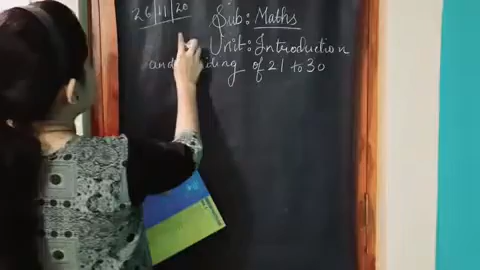 26/11/20
Sub: Maths
Unit: Introduction
and of 21 to 30